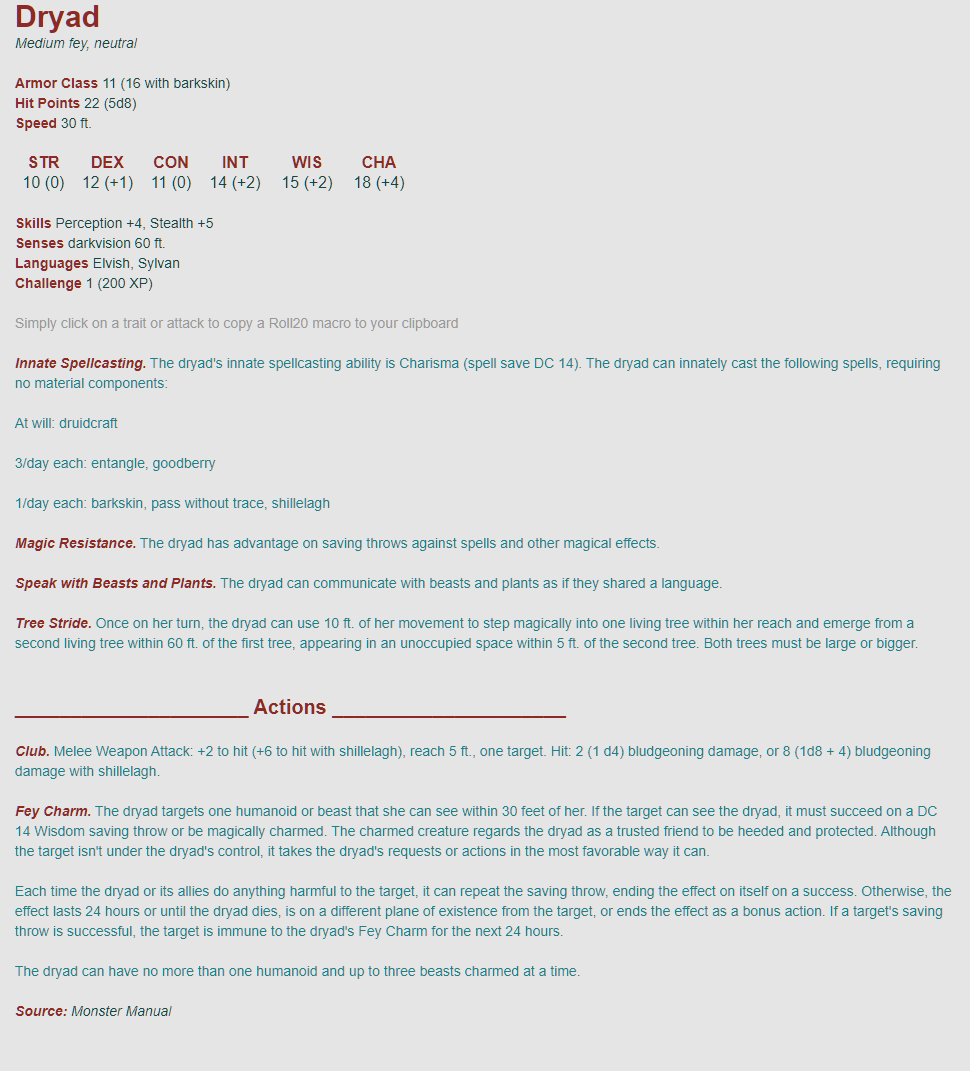 Dryad
Medium fey, neutral
Armor Class 11 (16 with barkskin)
Hit Points 22 (5d8)
Speed 30 ft.
STR DEX CON INT WIS CHA
10 (0) 12 (+1) 11 (0) 14 (+2) 15 (+2) 18 (+4)
Skills Perception +4, Stealth +5
Senses darkvision 60 ft.
Languages Elvish, Sylvan
Challenge 1 (200 XP)
Simply click on a trait or attack to copy a Roll20 macro to your clipboard
Innate Spellcasting. The dryad's innate spellcasting ability is Charisma (spell save DC 14). The dryad can innately cast the following spells, requiring
no material components:
At will: druidcraft
3/day each: entangle, goodberry
1/day each: barkskin, pass without trace, shillelagh
Magic Resistance. The dryad has advantage on saving throws against spells and other magical effects.
Speak with Beasts and Plants. The dryad can communicate with beasts and plants as if they shared a language.
Tree Stride. Once on her turn, the dryad can use 10 ft. of her movement to step magically into one living tree within her reach and emerge from a
second living tree within 60 ft. of the first tree, appearing in an unoccupied space within 5 ft. of the second tree. Both trees must be large or bigger.
_____________________ Actions _____________________
Club. Melee Weapon Attack: +2 to hit (+6 to hit with shillelagh), reach 5 ft., one target. Hit: 2 (1 d4) bludgeoning damage, or 8 (1d8 + 4) bludgeoning
damage with shillelagh.
Fey Charm. The dryad targets one humanoid or beast that she can see within 30 feet of her. If the target can see the dryad, it must succeed on a DC
14 Wisdom saving throw or be magically charmed. The charmed creature regards the dryad as a trusted friend to be heeded and protected. Although
the target isn't under the dryad's control, it takes the dryad's requests or actions in the most favorable way it can.
Each time the dryad or its allies do anything harmful to the target, it can repeat the saving throw, ending the effect on itself on a success. Otherwise, the
effect lasts 24 hours or until the dryad dies, is on a different plane of existence from the target, or ends the effect as a bonus action. If a target's saving
throw is successful, the target is immune to the dryad's Fey Charm for the next 24 hours.
The dryad can have no more than one humanoid and up to three beasts charmed at a time.
Source: Monster Manual